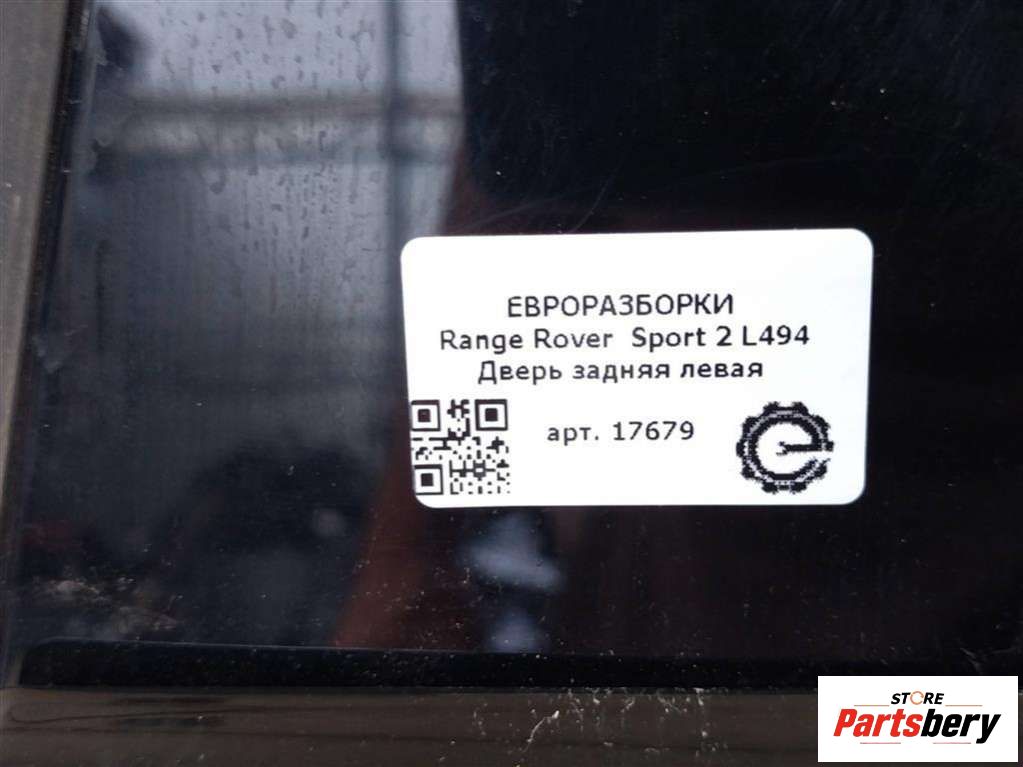 ЕВРОРАЗБОРКИ
Range Rover Sport 2 L494
Дверь задняя левая
арт. 17679
STORE
Partsbery